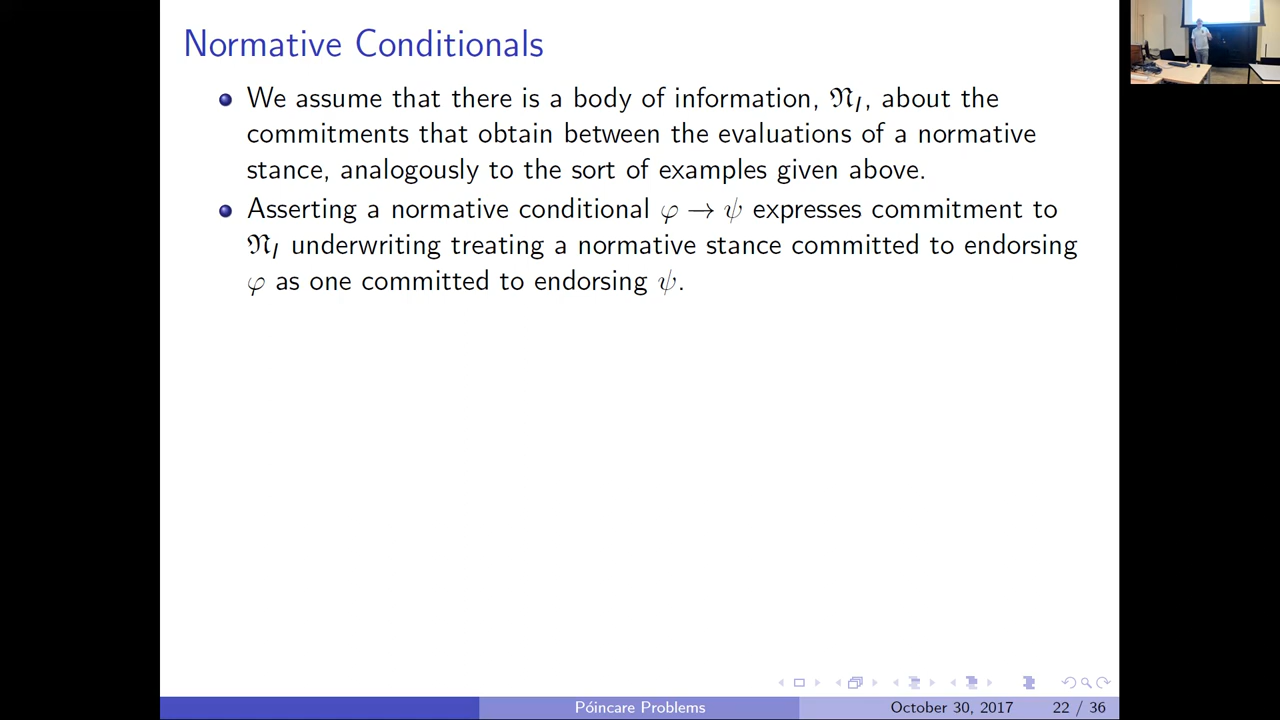 Normative Conditionals
We assume that there is a body of information, 𝔑_I, about the
commitments that obtain between the evaluations of a normative
stance, analogously to the sort of examples given above.
Asserting a normative conditional φ → ψ expresses commitment to
𝔑_I underwriting treating a normative stance committed to endorsing
φ as one committed to endorsing ψ.
Póincare Problems
October 30, 2017
22 / 36